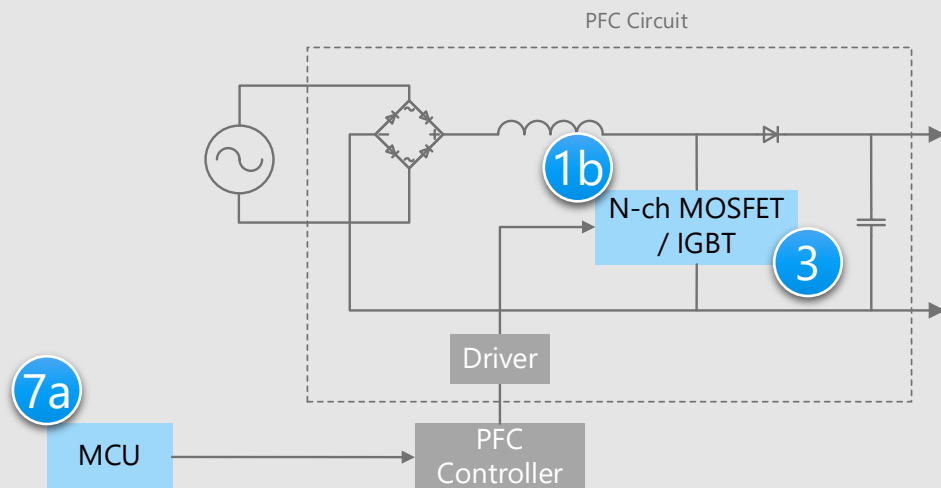 PFC Circuit
1b
N-ch MOSFET
/ IGBT
3
Driver
7a
MCU
PFC
Controller